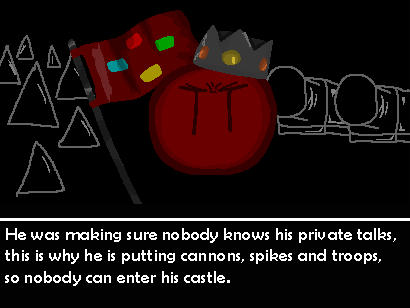 He was making sure nobody knows his private talks,
this is why he is putting cannons, spikes and troops,
so nobody can enter his castle.